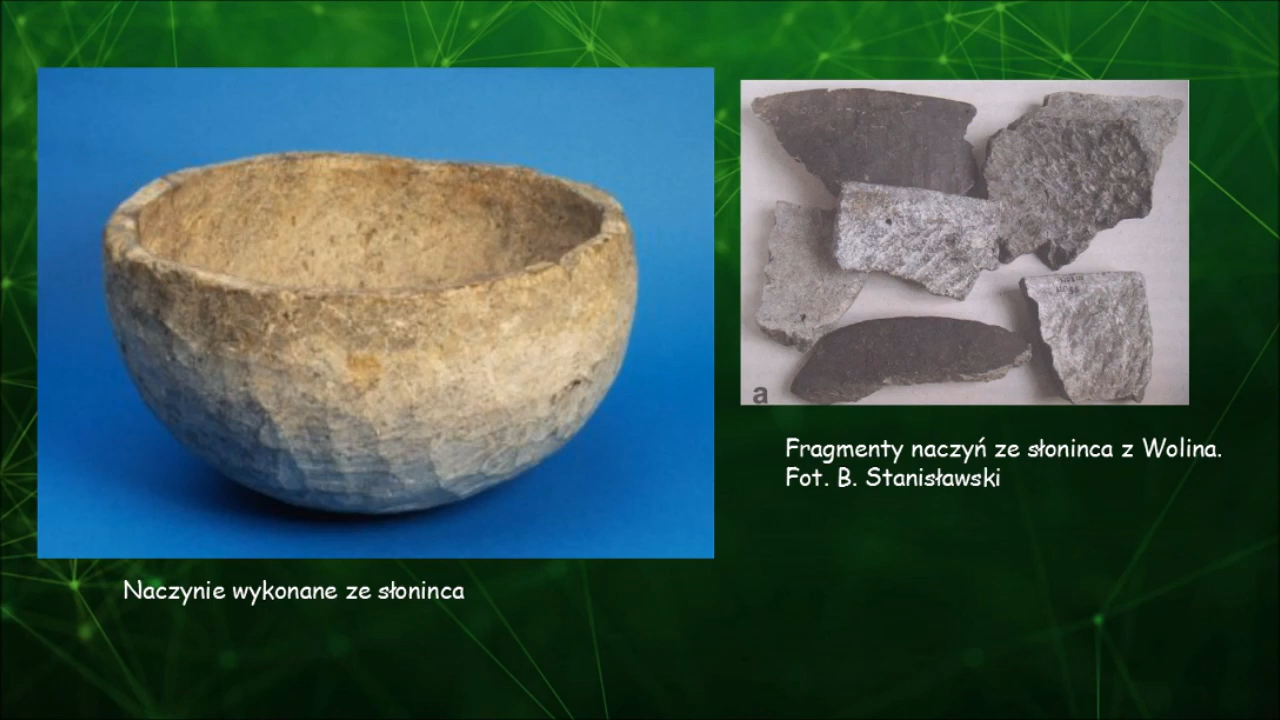 a
Fragmenty naczyń ze słoninca z Wolina.
Fot. B. Stanisławski
Naczynie wykonane ze słoninca